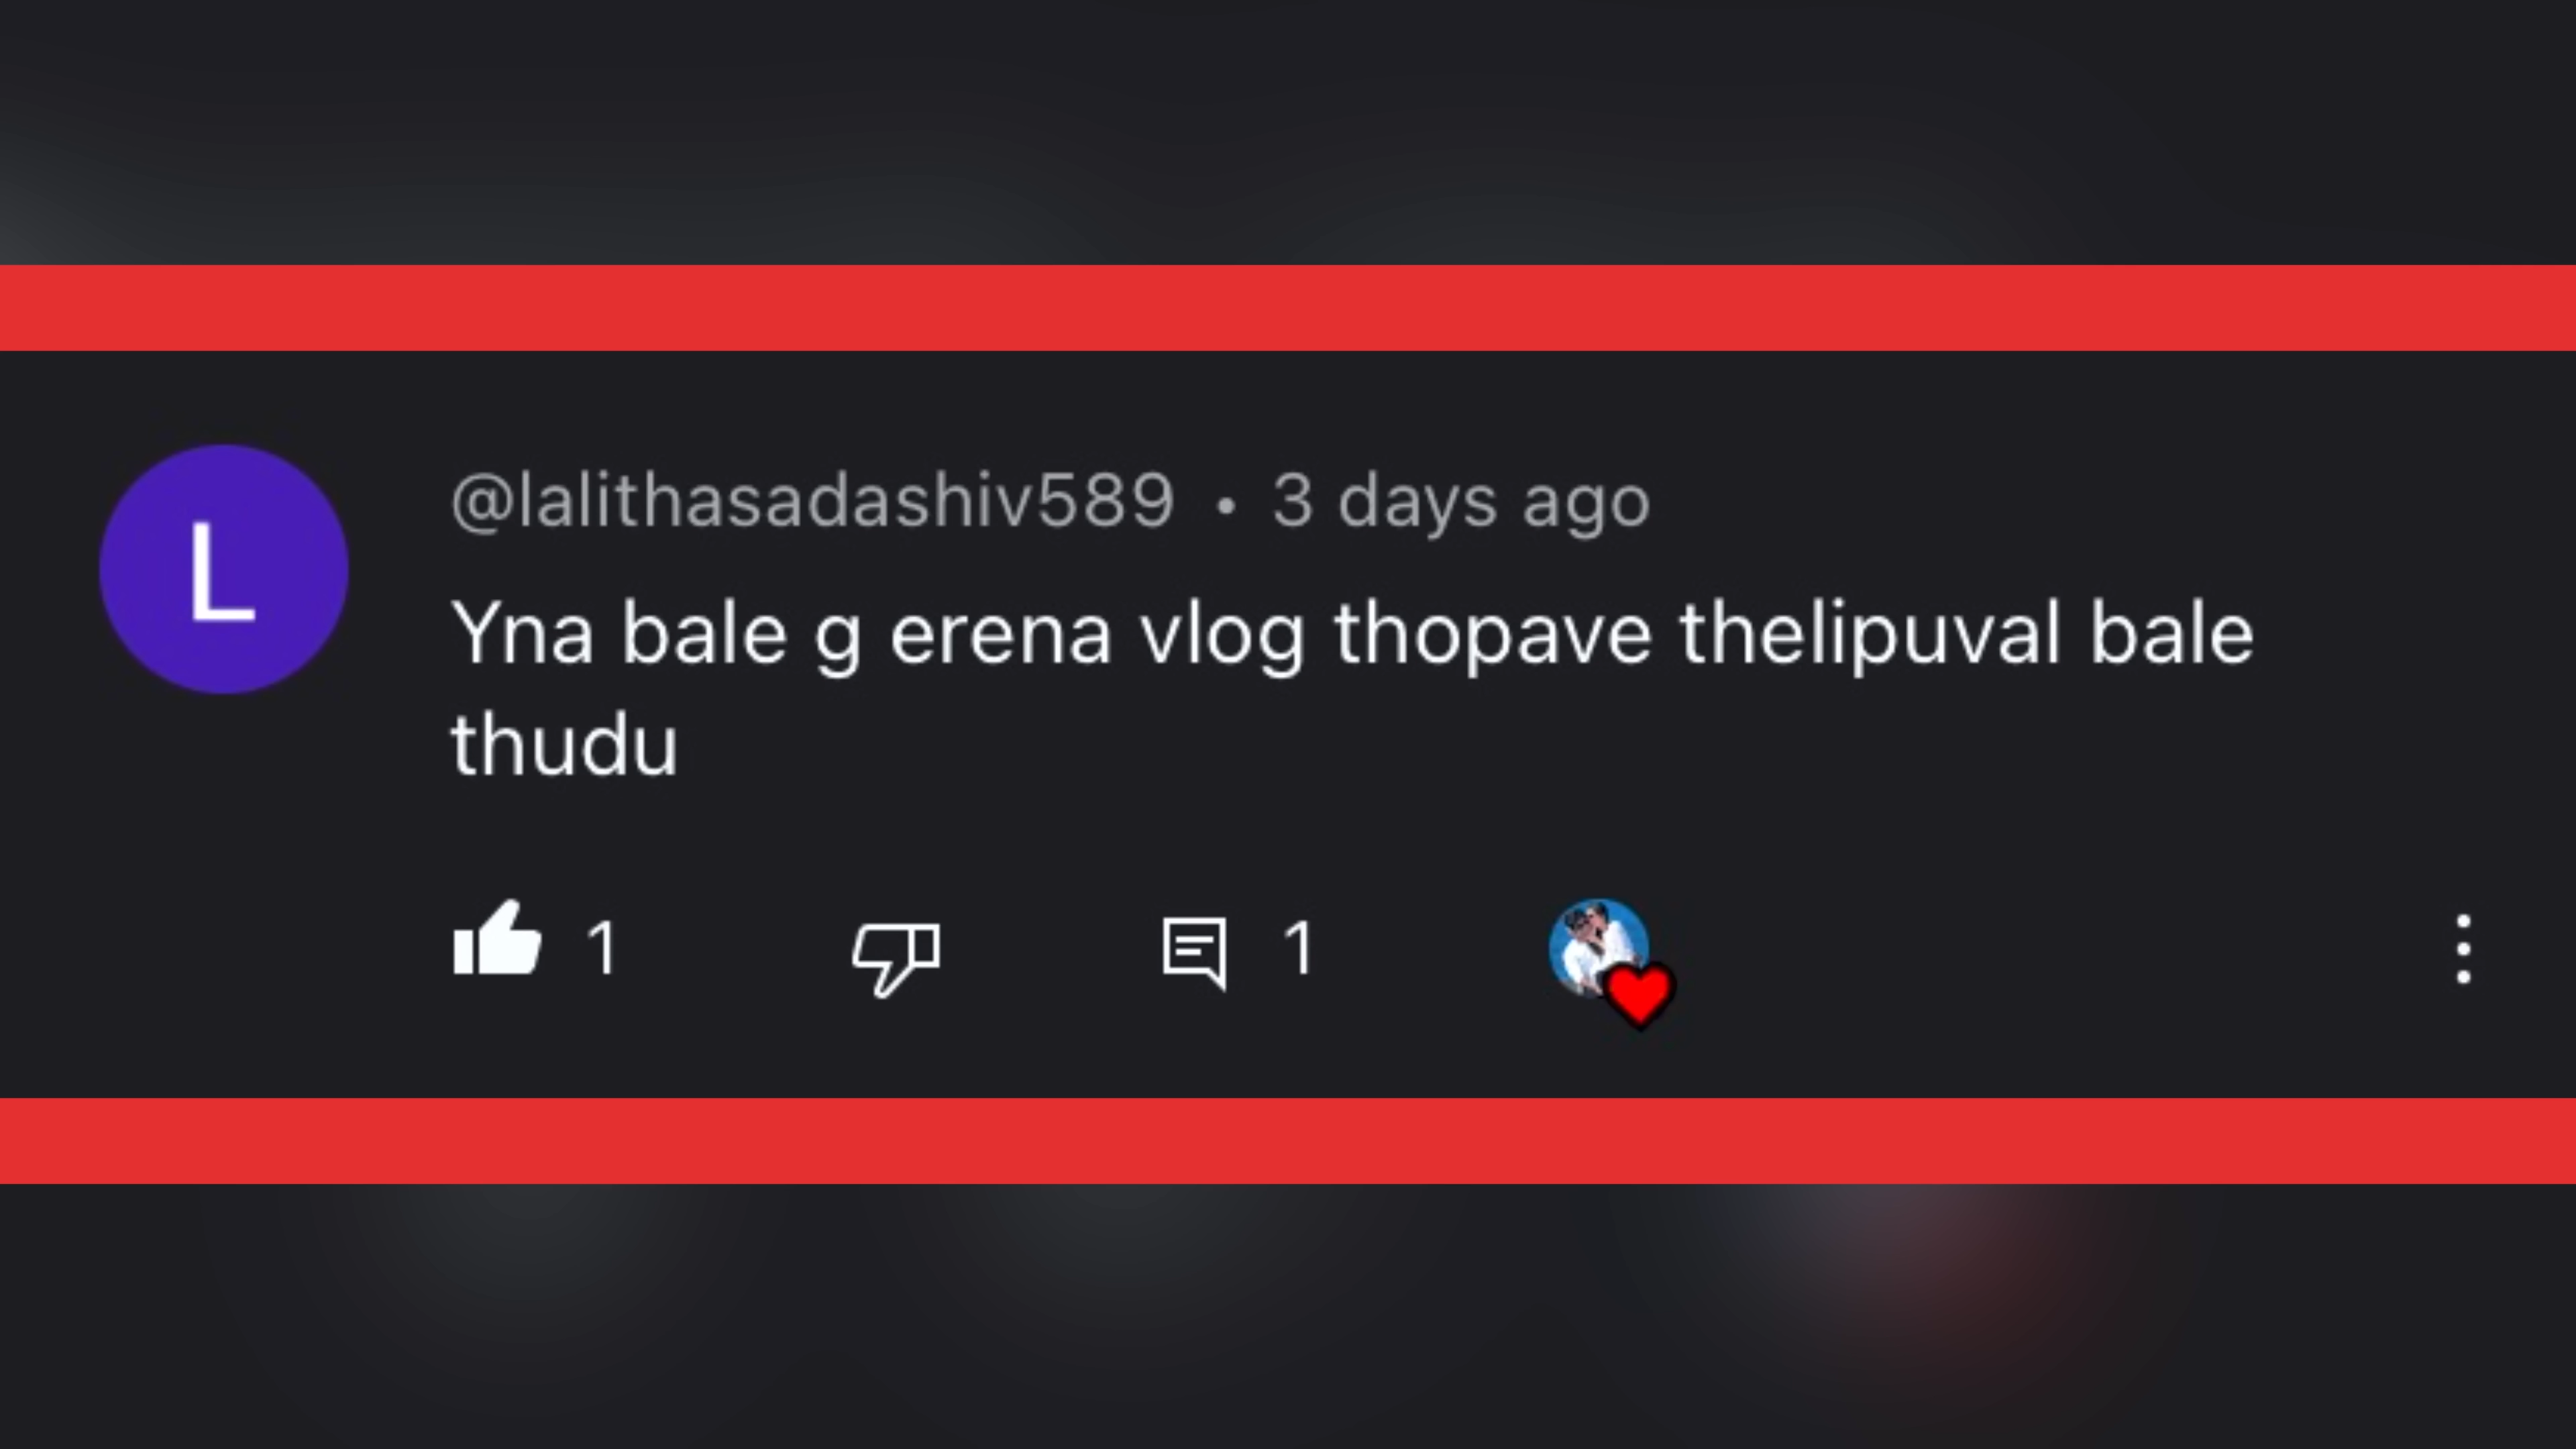 L
@lalithasadashiv589 • 3 days ago
Yna bale g erena vlog thopave thelipuval bale
thudu
1
1